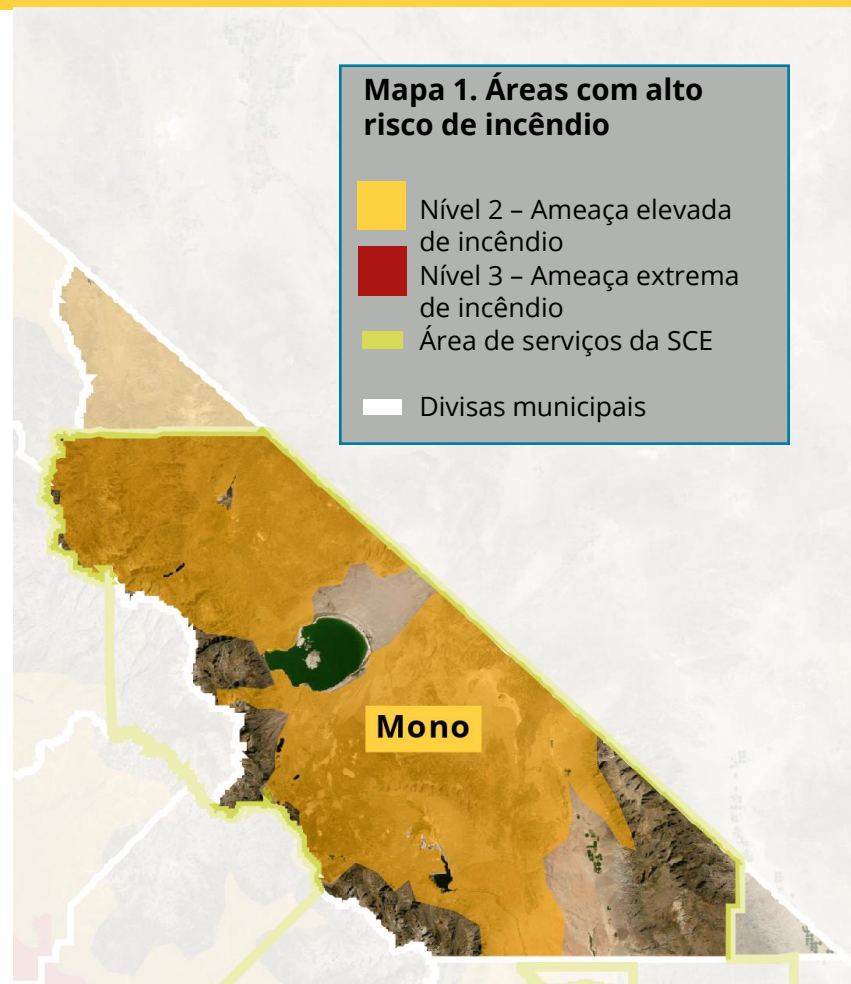 Mapa 1. Áreas com alto
risco de incêndio
Nível 2 – Ameaça elevada
de incêndio
Nível 3 – Ameaça extrema
de incêndio
Área de serviços da SCE
Divisas municipais
Mono